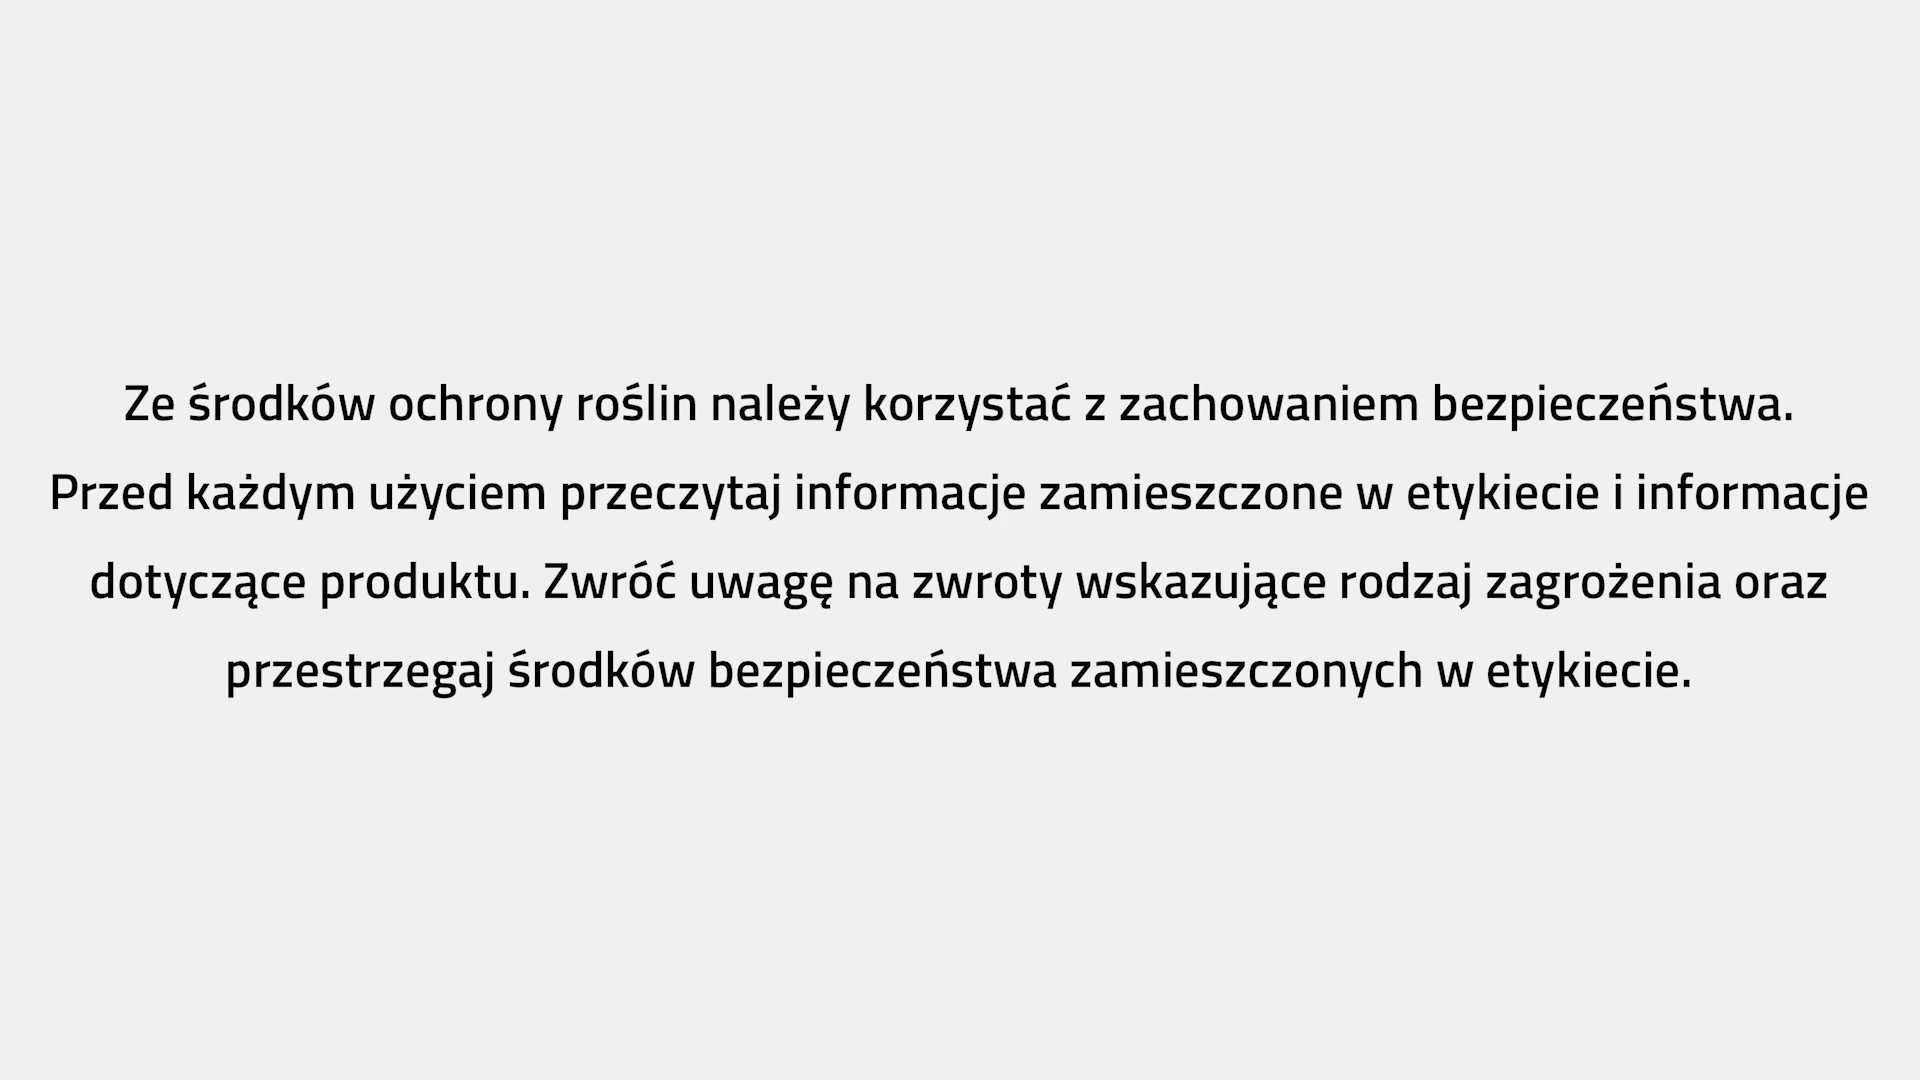 Ze środków ochrony roślin należy korzystać z zachowaniem bezpieczeństwa.
Przed każdym użyciem przeczytaj informacje zamieszczone w etykiecie i informacje
dotyczące produktu. Zwróć uwagę na zwroty wskazujące rodzaj zagrożenia oraz
przestrzegaj środków bezpieczeństwa zamieszczonych w etykiecie.